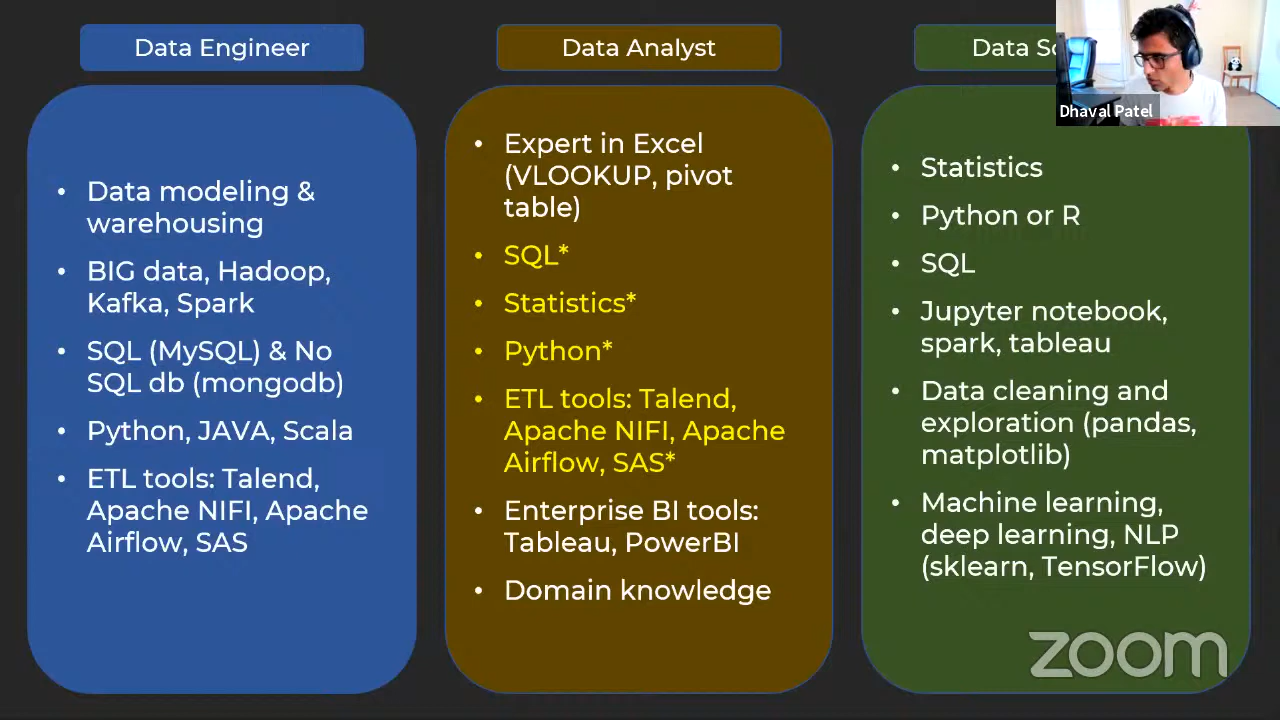 Data Engineer
Data modeling &
warehousing
BIG data, Hadoop,
Kafka, Spark
SQL (MySQL) & No
SQL db (mongodb)
Python, JAVA, Scala
ETL tools: Talend,
Apache NIFI, Apache
Airflow, SAS
Data Analyst
Expert in Excel
(VLOOKUP, pivot
table)
SQL*
Statistics*
Python*
ETL tools: Talend,
Apache NIFI, Apache
Airflow, SAS*
Enterprise BI tools:
Tableau, PowerBI
Domain knowledge
Data
Dhaval Patel
Statistics
Python or R
SQL
Jupyter notebook,
spark, tableau
Data cleaning and
exploration (pandas,
matplotlib)
Machine learning,
deep learning, NLP
(sklearn, TensorFlow)
zoom